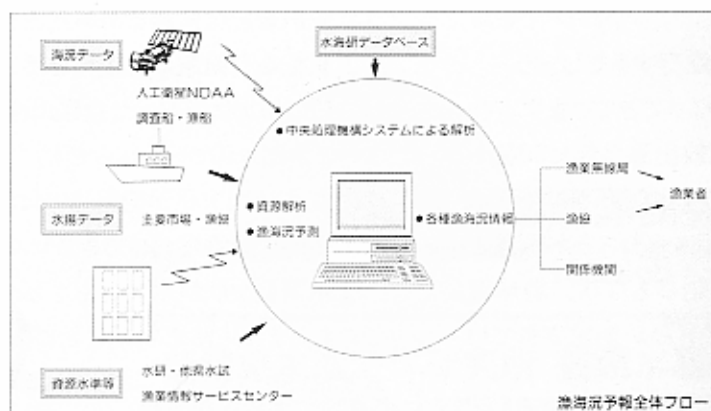 海況データ
水海研データベース
人工衛星NOAA
調査船・漁船
●中央処理機構システムによる解析
水揚データ
主要市場・漁協
●資源解析
●漁海況予測
●各種漁海況情報
漁業無線局
漁協
関係機関
漁業者
資源水準等
水研・他県水試
漁業情報サービスセンター
漁海況予報全体フロー